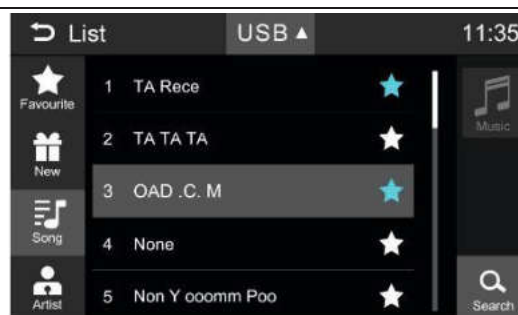 List USB 11:35
Favourite
New
Song
Artist
1 TA Rece
2 TA TA TA
3 OAD .C. M
4 None
5 Non Y ooomm Poo
Music
Search